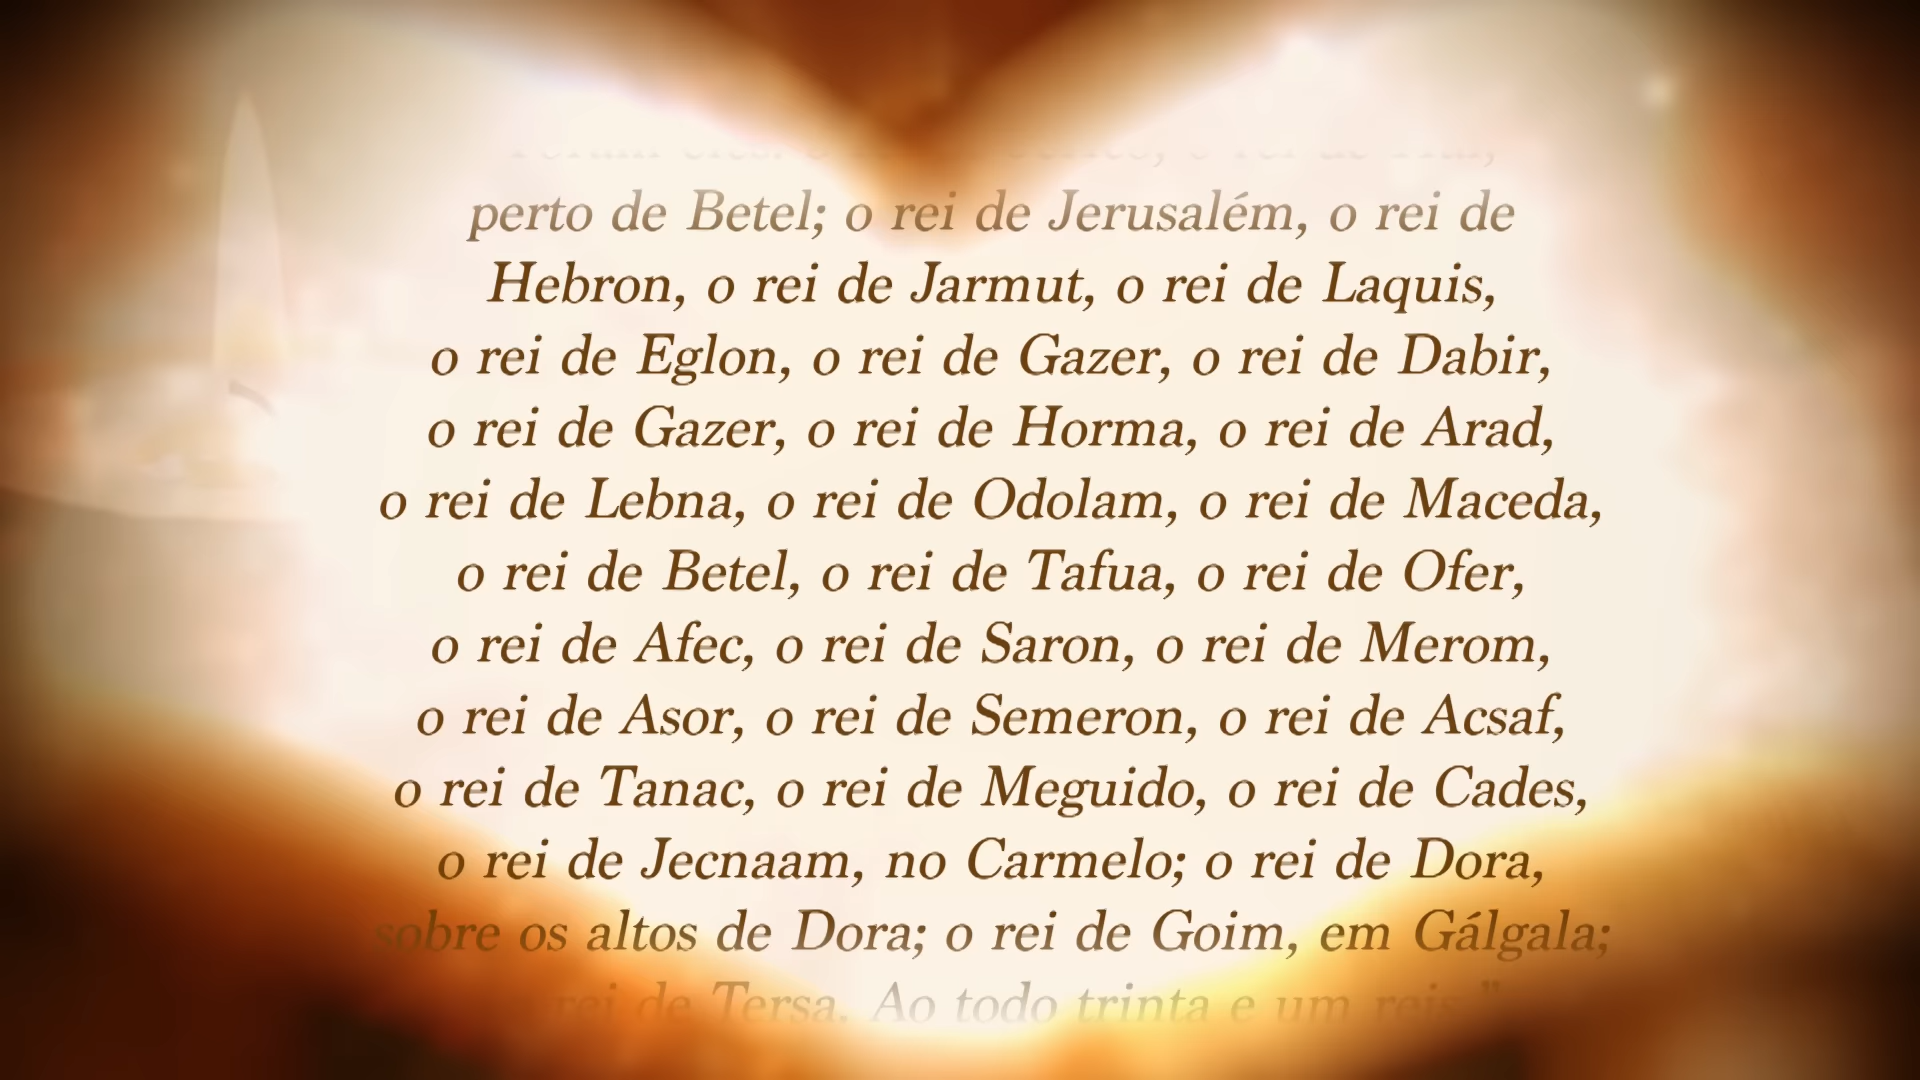 perto de Betel; o rei de Jerusalém, o rei de
Hebron, o rei de Jarmut, o rei de Laquis,
o rei de Eglon, o rei de Gazer, o rei de Dabir,
o rei de Gazer, o rei de Horma, o rei de Arad,
o rei de Lebna, o rei de Odolam, o rei de Maceda,
o rei de Betel, o rei de Tafua, o rei de Ofer,
o rei de Afec, o rei de Saron, o rei de Merom,
o rei de Asor, o rei de Semeron, o rei de Acsaf,
o rei de Tanac, o rei de Meguido, o rei de Cades,
o rei de Jecnaam, no Carmelo; o rei de Dora,
sobre os altos de Dora; o rei de Goim, em Gálgala;
rei de Tersa. Ao todo trinta e um reis."